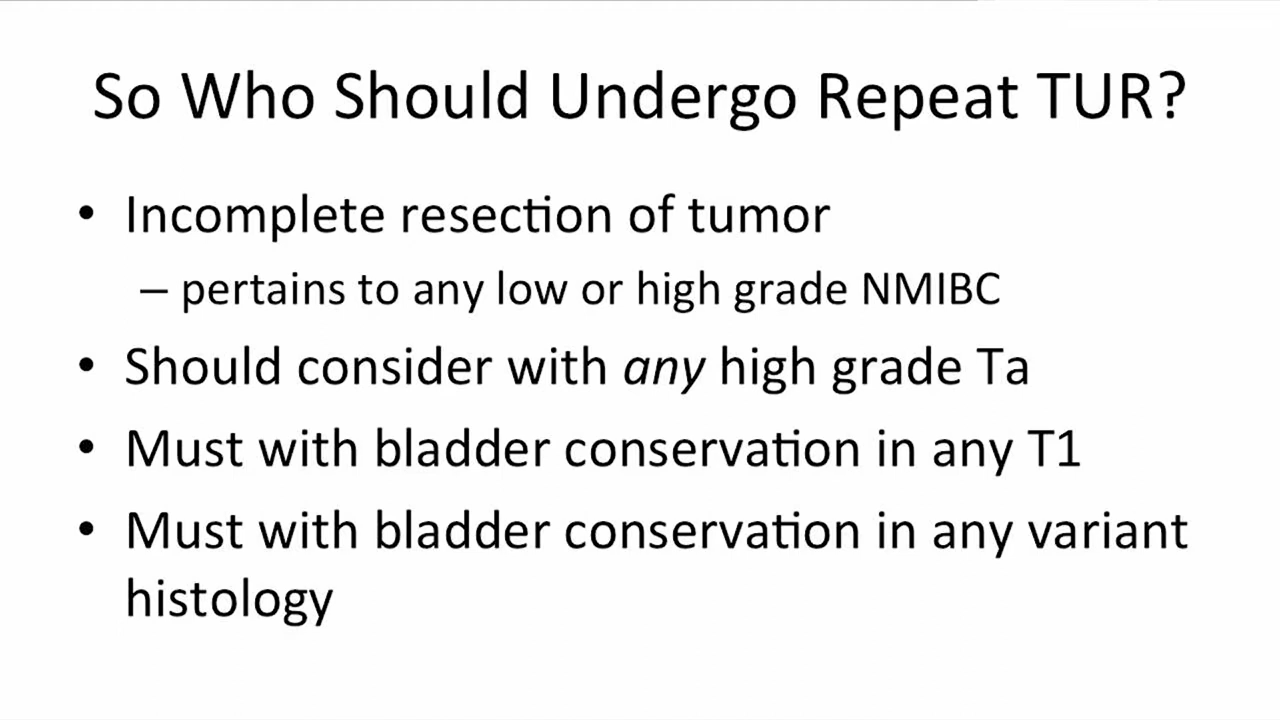 So Who Should Undergo Repeat TUR?
• Incomplete resection of tumor
– pertains to any low or high grade NMIBC
• Should consider with any high grade Ta
• Must with bladder conservation in any T1
• Must with bladder conservation in any variant
histology